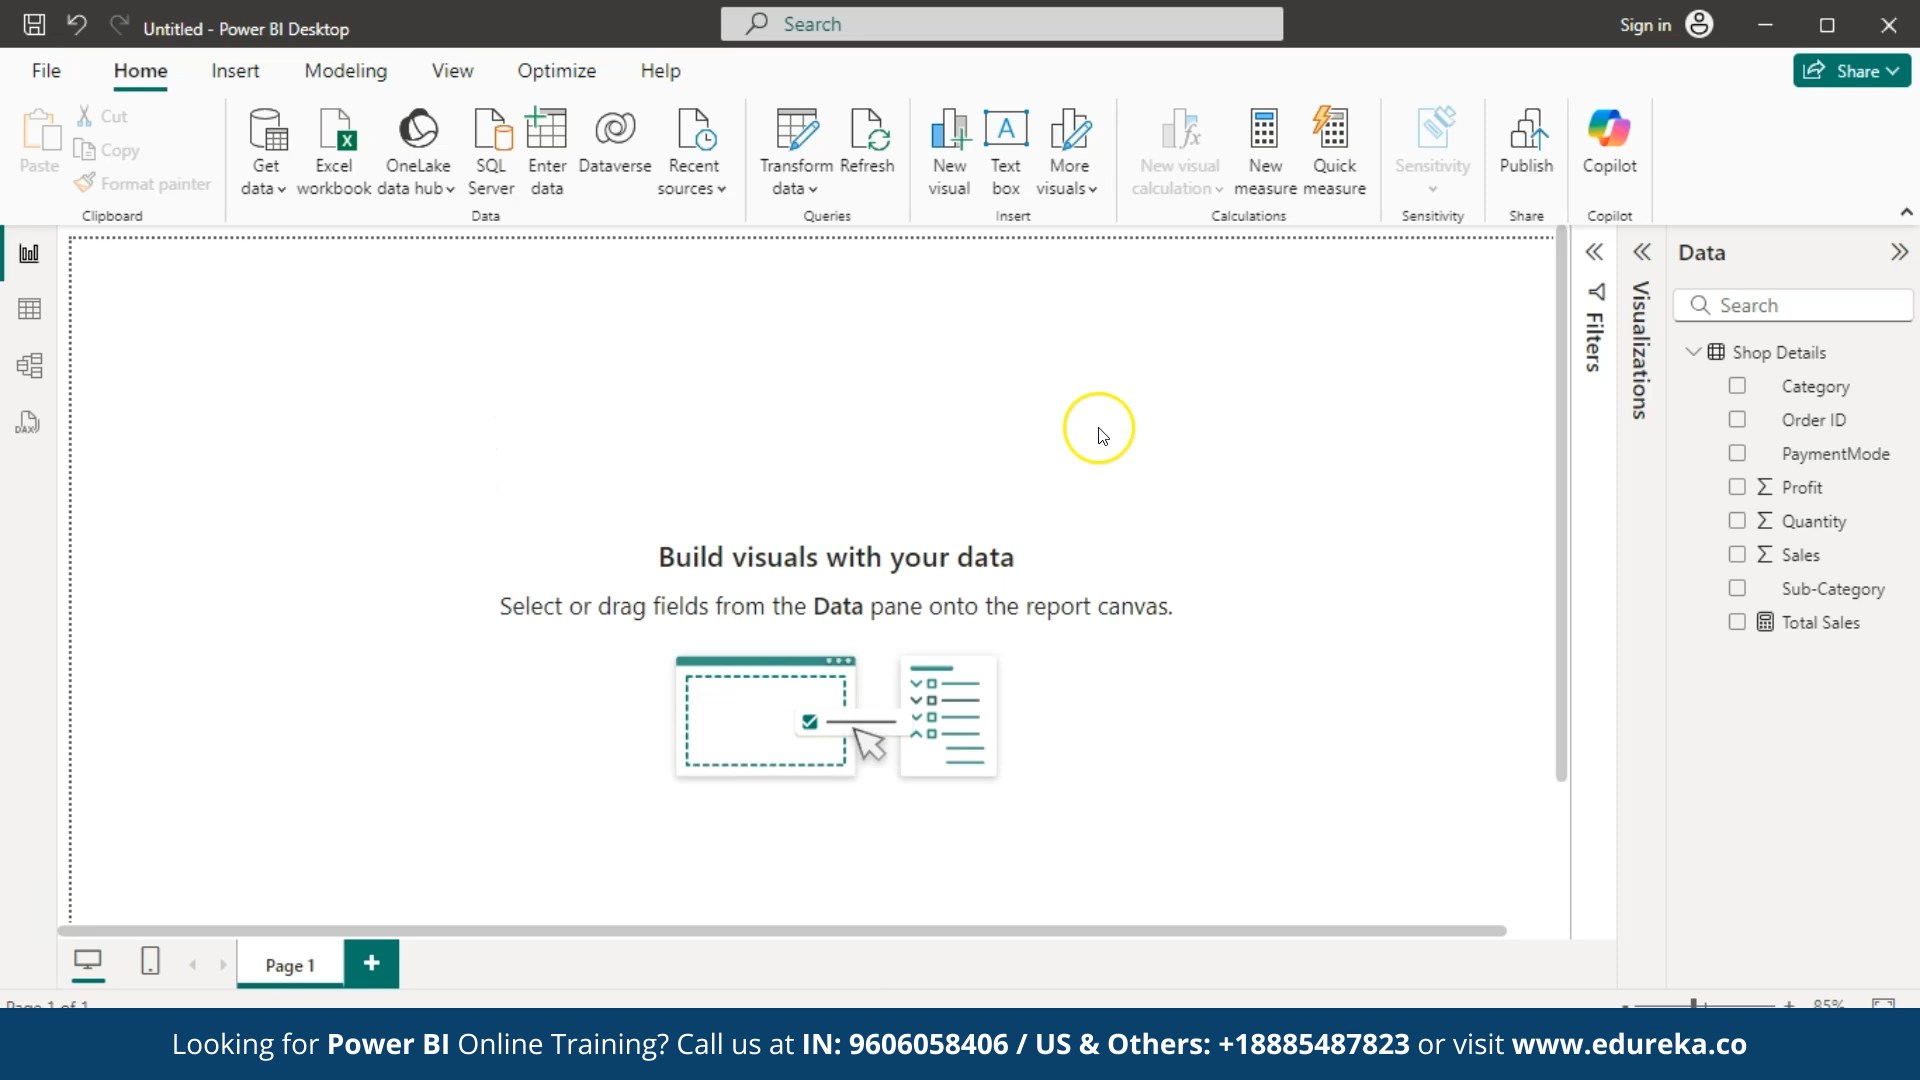 Untitled - Power BI Desktop
Search
Sign in
File
Home
Insert
Modeling
View
Optimize
Help
Share
Paste
Cut
Copy
Format painter
Clipboard
Get
data
Excel
workbook
OneLake
data hub
SQL
Server
Enter
data
Dataverse
Recent
sources
Data
Transform
data
Refresh
Queries
New
visual
A
Text
box
More
visuals
Insert
New visual
calculation
New
measure
Quick
measure
Calculations
Sensitivity
Sensitivity
Publish
Share
Copilot
Copilot
DAX
Build visuals with your data
Select or drag fields from the Data pane onto the report canvas.
Filters
Visualizations
Data
Search
Shop Details
Category
Order ID
PaymentMode
Σ Profit
Σ Quantity
Σ Sales
Sub-Category
Total Sales
Page 1
+
Page 1 of 1
- + 85%
Looking for Power BI Online Training? Call us at IN: 9606058406 / US & Others: +18885487823 or visit www.edureka.co